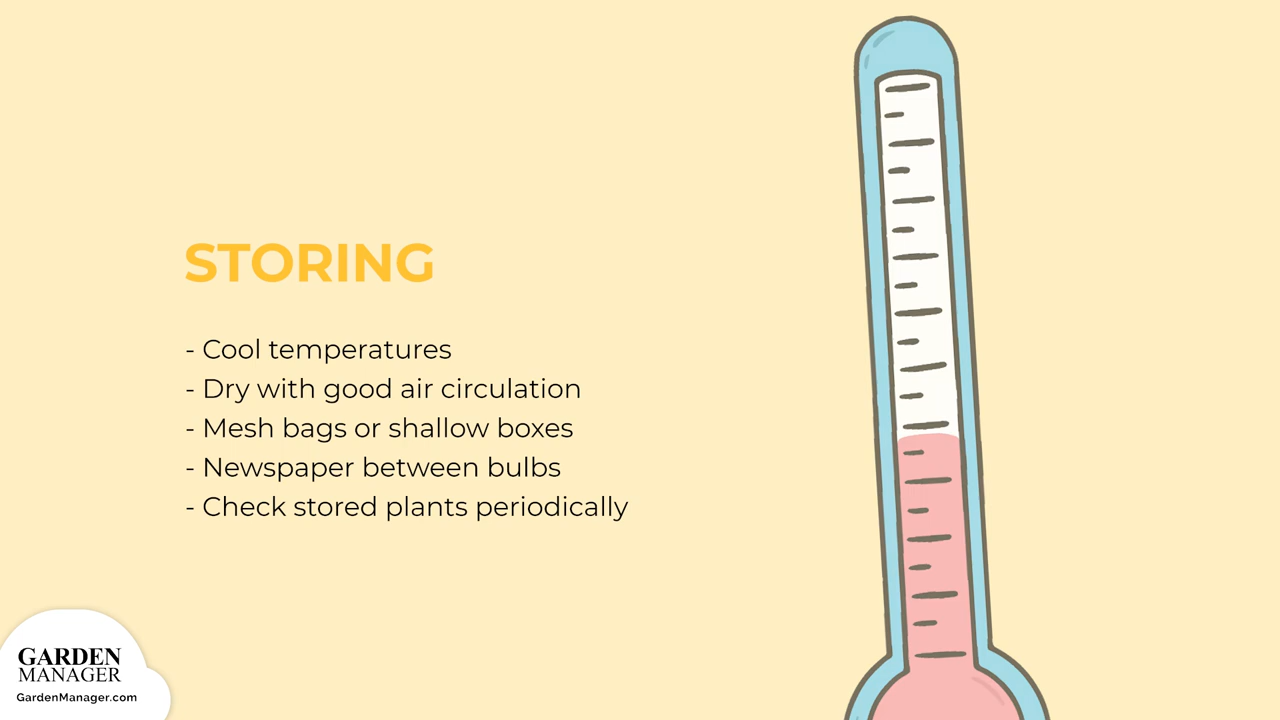 STORING
- Cool temperatures
- Dry with good air circulation
- Mesh bags or shallow boxes
- Newspaper between bulbs
- Check stored plants periodically
GARDEN
MANAGER
GardenManager.com